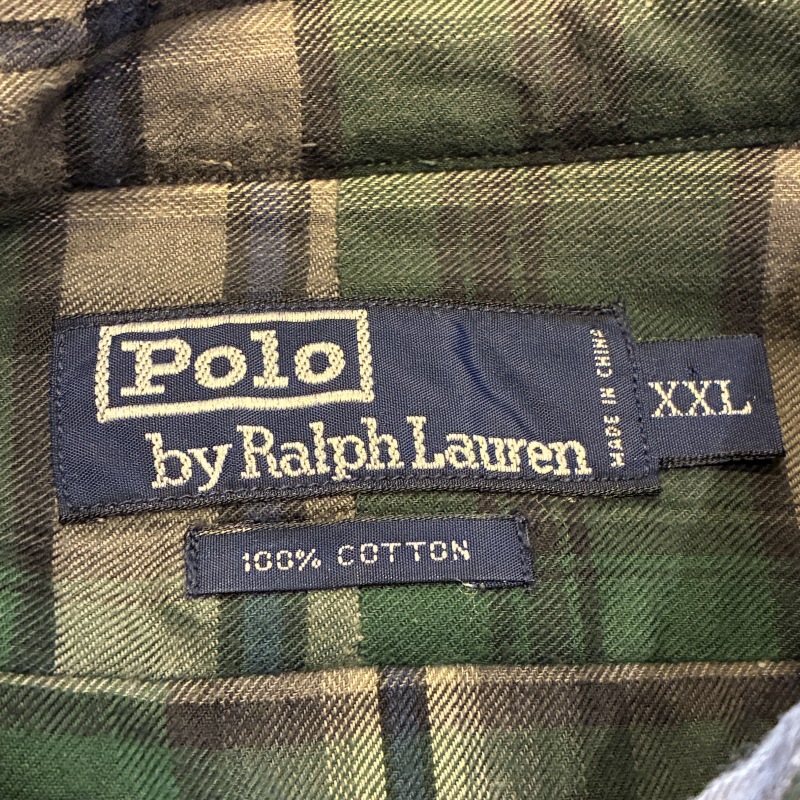 Polo
by Ralph Lauren
MADE IN CHINA
XXL
100% COTTON